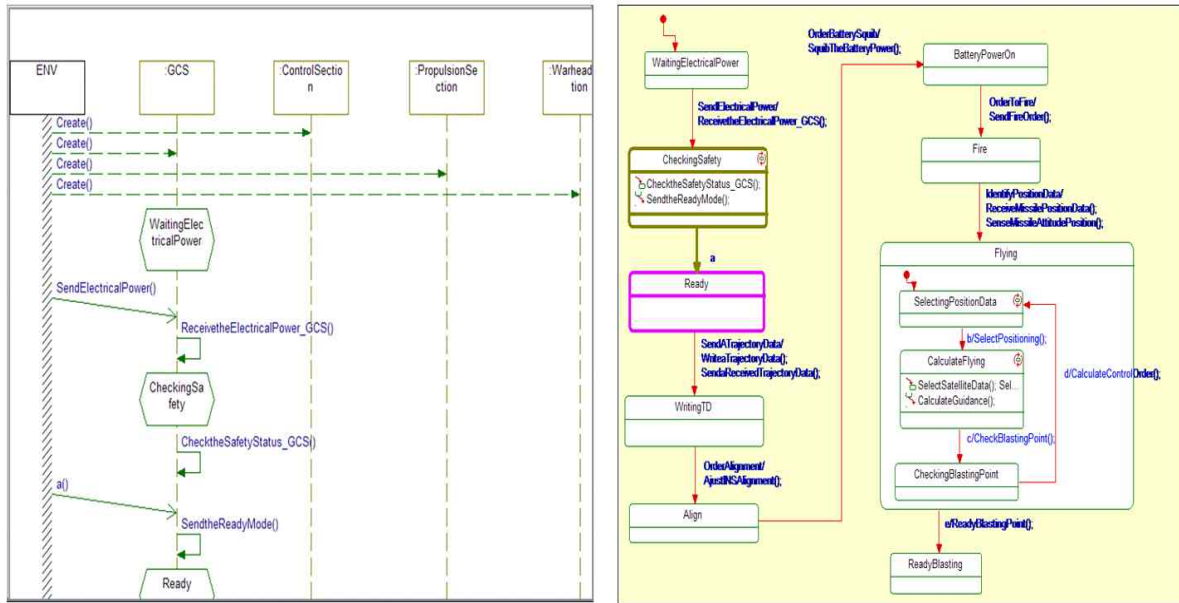 ENV
:GCS
:ControlSectio
n
:PropulsionSe
ction
:Warhead
tion
Create()
Create()
Create()
Create()
WaitingElec
tricalPower
SendElectricalPower()
ReceivetheElectricalPower_GCS()
CheckingSa
fety
ChecktheSafetyStatus_GCS()
a()
SendtheReadyMode()
Ready
WaitingElectricalPower
SendElectricalPower/
ReceivetheElectricalPower_GCS();
CheckingSafety
ChecktheSafetyStatus_GCS();
SendtheReadyMode();
a
Ready
SendATrajectoryData/
WriteaTrajectoryData();
SendaReceivedTrajectoryData();
WritingTD
OrderAlignment/
AjustINSAlignment();
Align
OrderBatterySquib/
SquibTheBatteryPower();
BatteryPowerOn
OrderToFire/
SendFireOrder();
Fire
IdentifyPositionData/
ReceiveMissilePositionData();
SenseMissileAttitudePosition();
Flying
SelectingPositionData
b/SelectPositioning();
CalculateFlying
SelectSatelliteData(); Sel...
CalculateGuidance();
d/CalculateControlOrder();
c/CheckBlastingPoint();
CheckingBlastingPoint
e/ReadyBlastingPoint();
ReadyBlasting